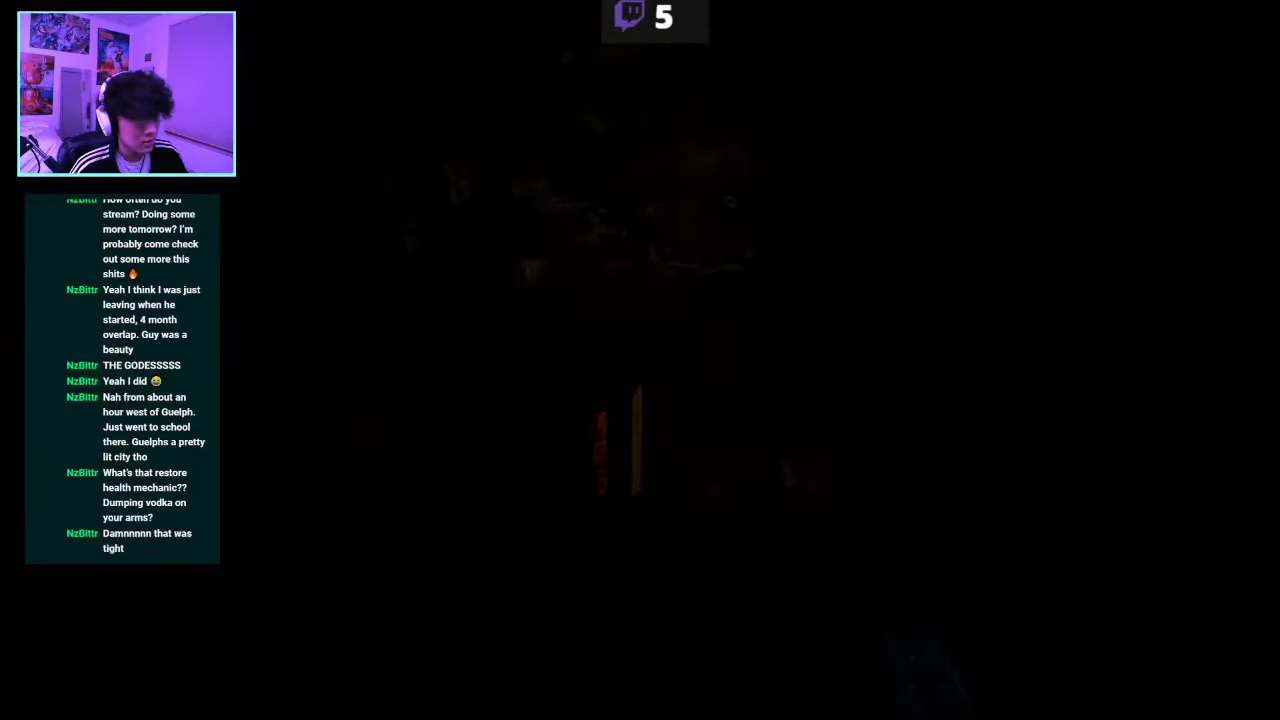 5
NzBittr How often do you
stream? Doing some
more tomorrow? I'm
probably come check
out some more this
shits 🔥
NzBittr Yeah I think I was just
leaving when he
started, 4 month
overlap. Guy was a
beauty
NzBittr THE GODESSSSS
NzBittr Yeah I did 😂
NzBittr Nah from about an
hour west of Guelph.
Just went to school
there. Guelphs a pretty
lit city tho
NzBittr What's that restore
health mechanic??
Dumping vodka on
your arms?
NzBittr Damnnnnn that was
tight